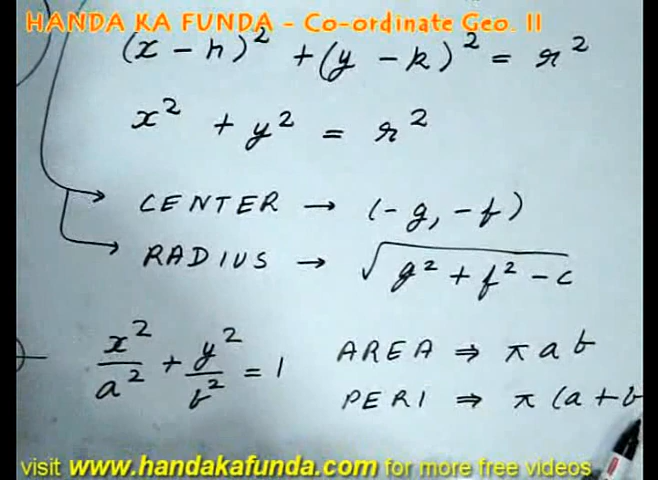 HANDA KA FUNDA - Co-ordinate Geo. II
(x - h)² + (y - k)² = r²
x² + y² = r²
CENTER → (-g, -f)
RADIUS → √(g² + f² - c)
x²/a² + y²/b² = 1
AREA ⇒ π a b
PERI ⇒ π (a + b
visit www.handakafunda.com for more free videos